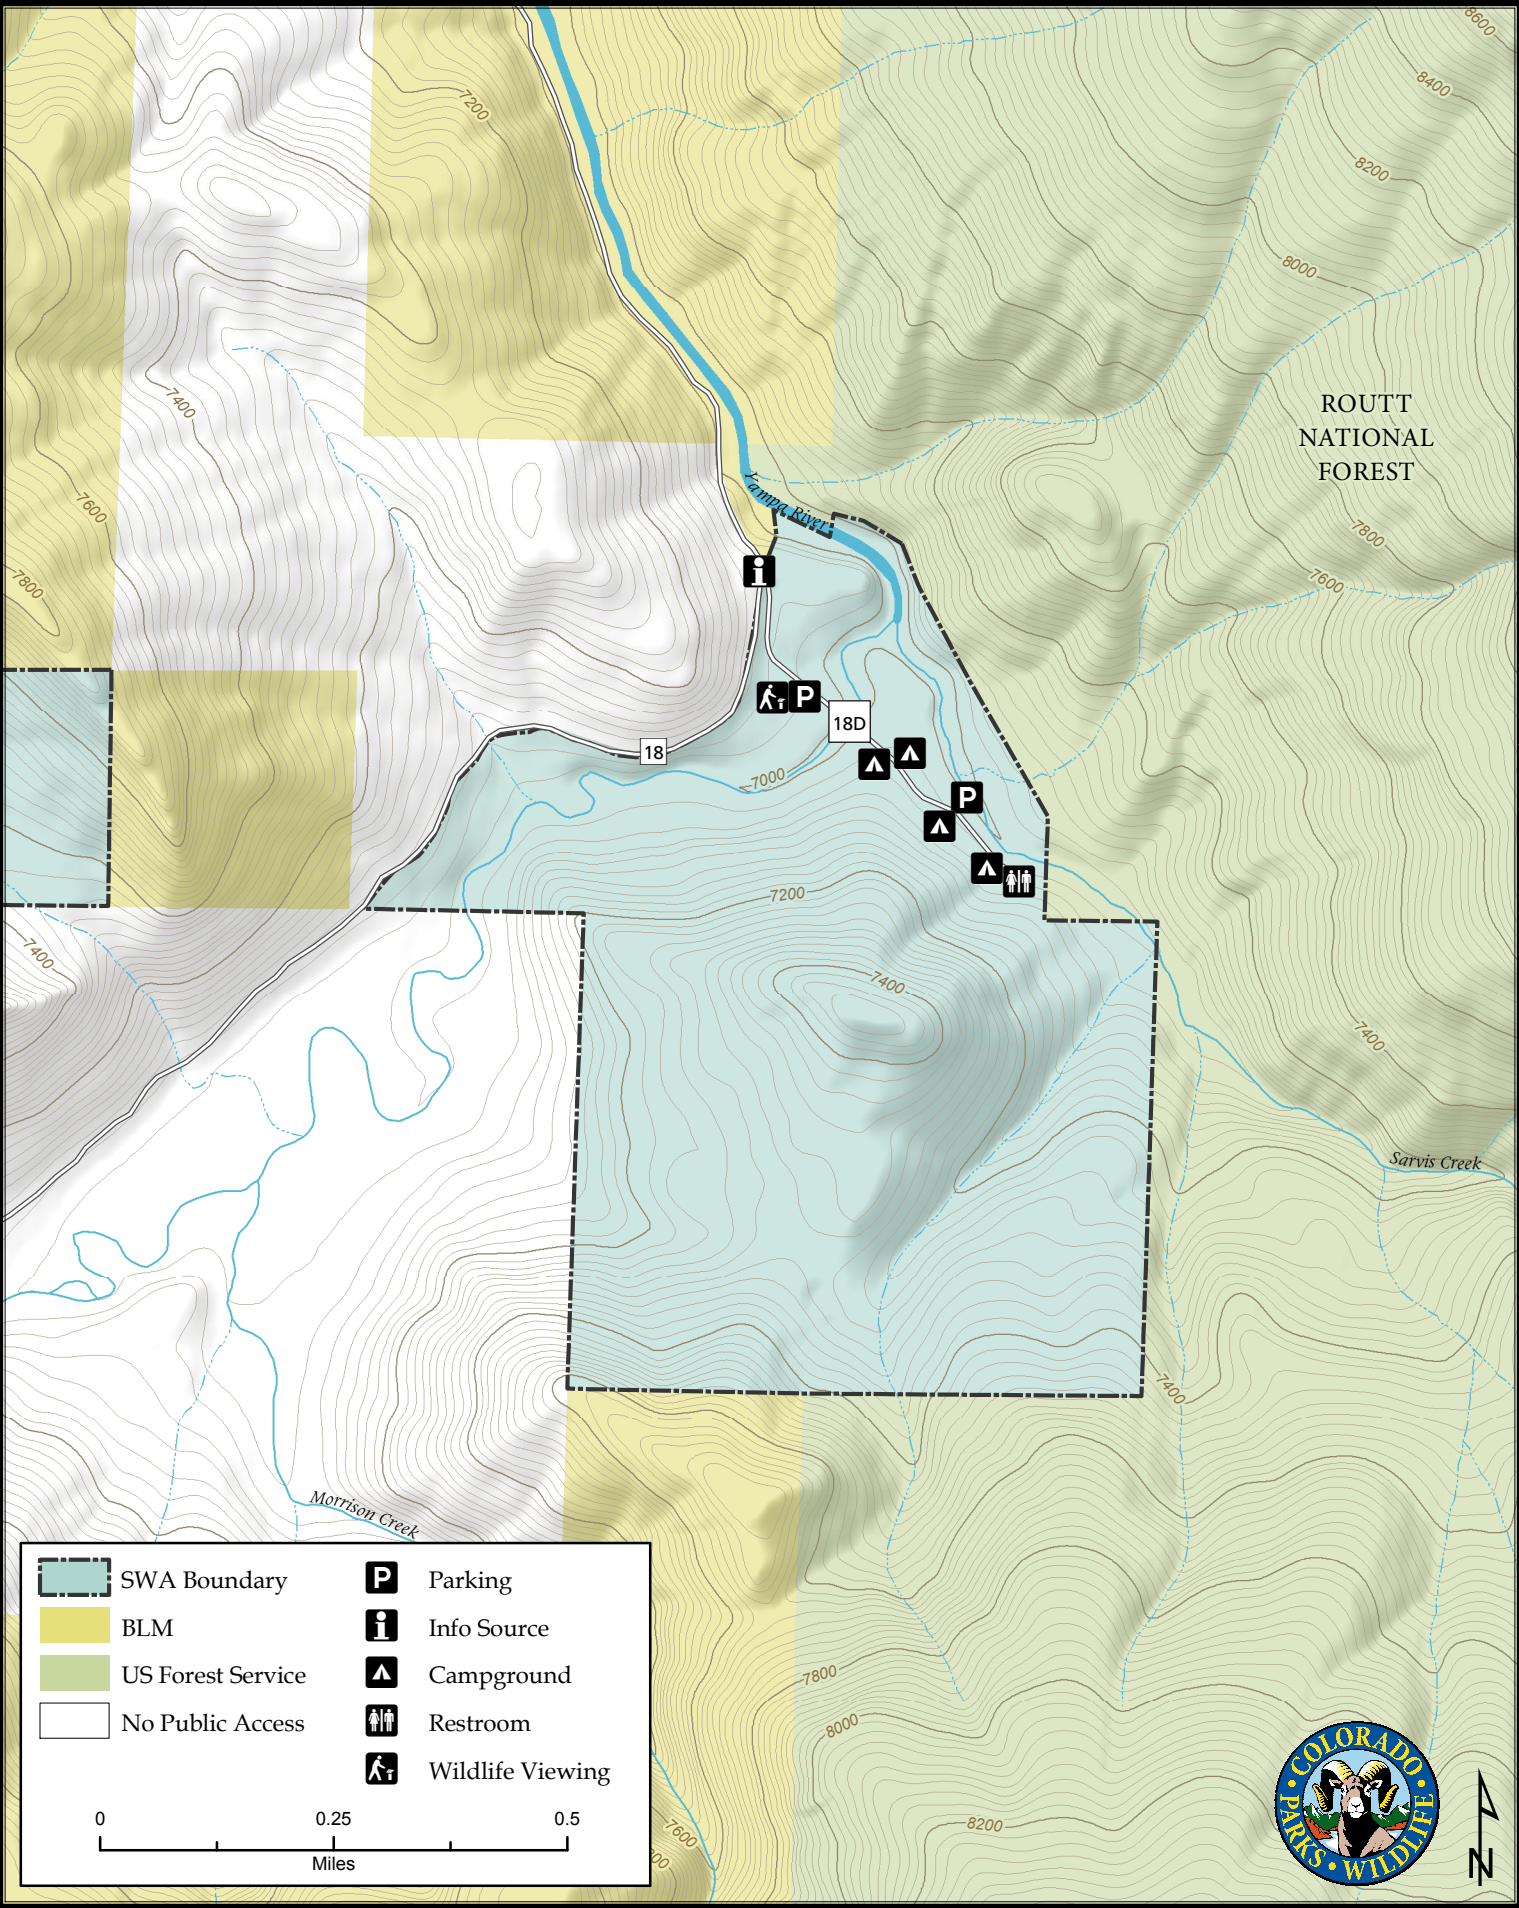 8600
8400
7200
8200
8000
ROUTT
NATIONAL
FOREST
7400
7600
Yampa River
7800
7800
7600
P
18D
18
7000
P
7200
7400
7400
7400
Sarvis Creek
7400
Morrison Creek
SWA Boundary
BLM
US Forest Service
No Public Access
P Parking
i Info Source
Campground
Restroom
Wildlife Viewing
0 0.25 0.5
Miles
7800
8000
8200
7600
COLORADO
PARKS • WILDLIFE
N